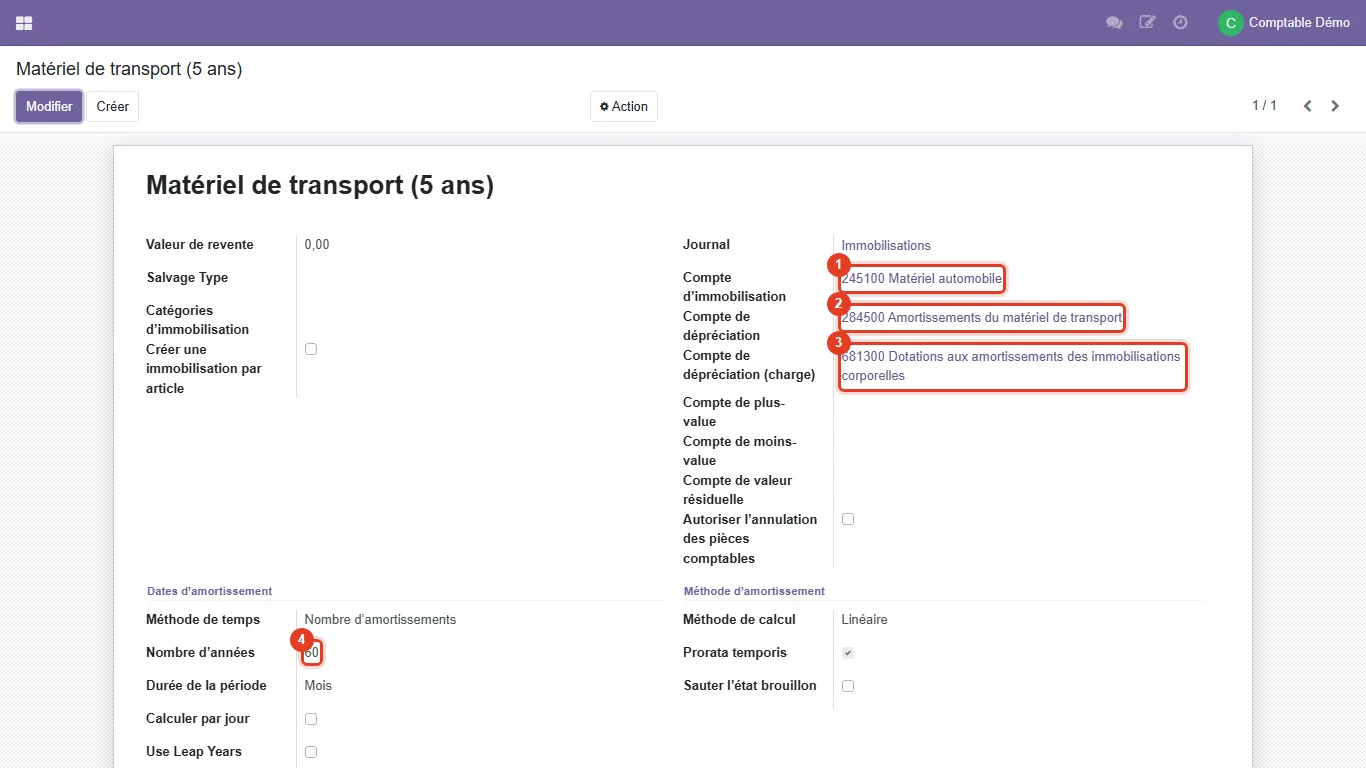 C Comptable Démo
Matériel de transport (5 ans)
Modifier Créer Action 1 / 1
Matériel de transport (5 ans)
Valeur de revente 0,00
Salvage Type
Catégories
d'immobilisation
Créer une
immobilisation par
article
Journal Immobilisations
1
Compte
d'immobilisation
245100 Matériel automobile
2
Compte de
dépréciation
284500 Amortissements du matériel de transport
3
Compte de
dépréciation (charge)
681300 Dotations aux amortissements des immobilisations
corporelles
Compte de plus-
value
Compte de moins-
value
Compte de valeur
résiduelle
Autoriser l'annulation
des pièces
comptables
Dates d'amortissement
Méthode de temps Nombre d'amortissements
4
Nombre d'années 60
Durée de la période Mois
Calculer par jour
Use Leap Years
Méthode d'amortissement
Méthode de calcul Linéaire
Prorata temporis
Sauter l'état brouillon